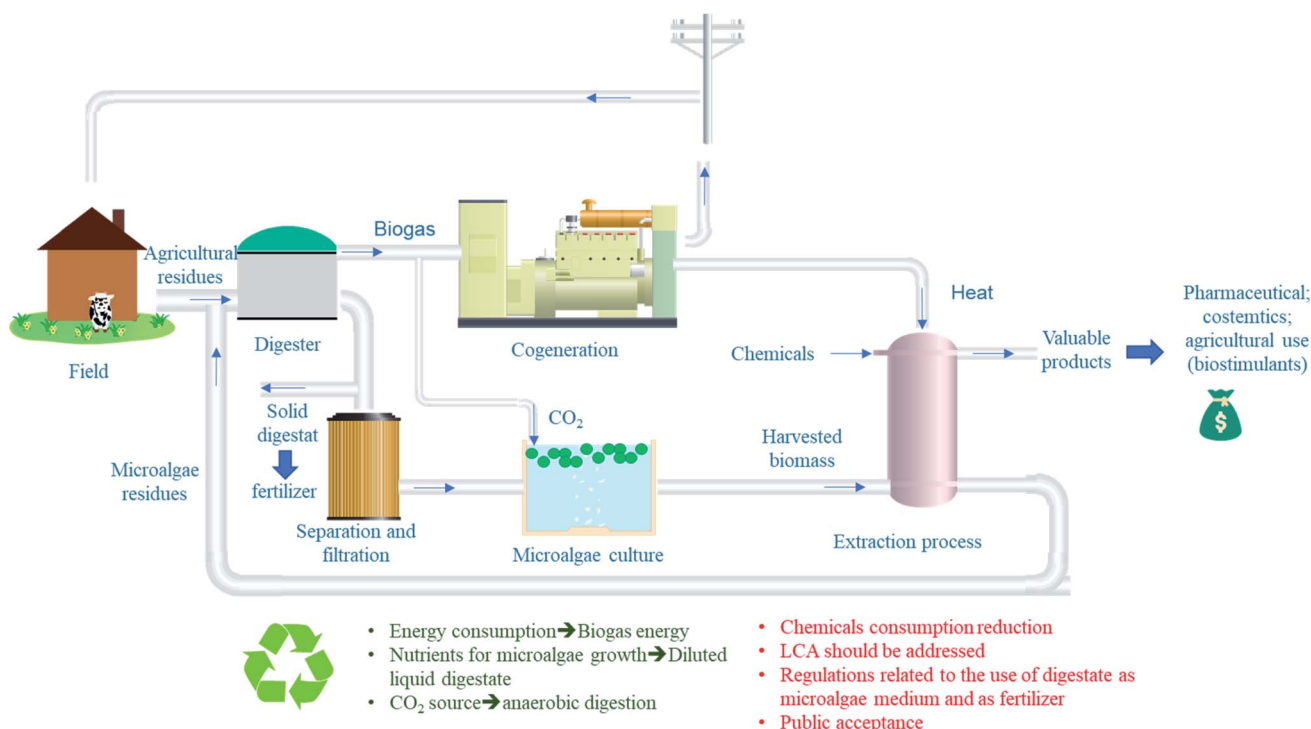 Agricultural
residues
Biogas
Field
Digester
Cogeneration
Heat
Chemicals
Valuable
products
Pharmaceutical;
costemtics;
agricultural use
(biostimulants)
$
Solid
digestat
fertilizer
Microalgae
residues
Separation and
filtration
CO₂
Microalgae culture
Harvested
biomass
Extraction process
• Energy consumption➔Biogas energy
• Nutrients for microalgae growth➔Diluted
liquid digestate
• CO₂ source➔anaerobic digestion
• Chemicals consumption reduction
• LCA should be addressed
• Regulations related to the use of digestate as
microalgae medium and as fertilizer
• Public acceptance